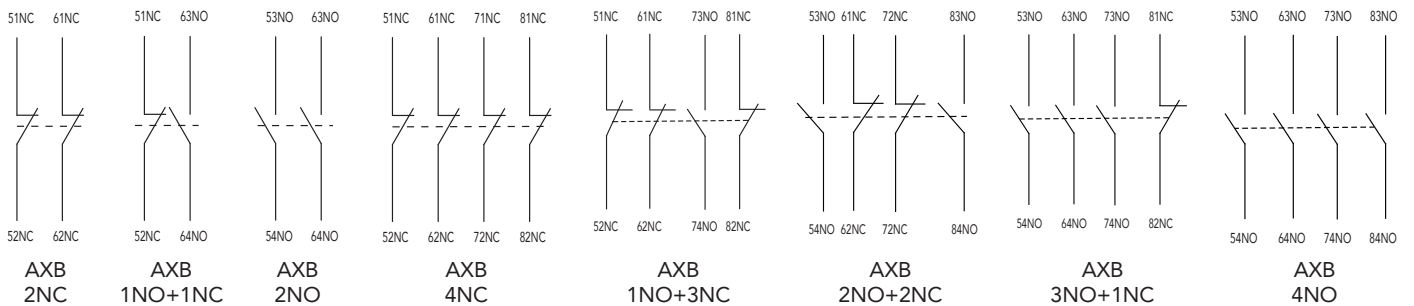 51NC 61NC 51NC 63NO 53NO 63NO 51NC 61NC 71NC 81NC 51NC 61NC 73NO 81NC 53NO 61NC 72NC 83NO 53NO 63NO 73NO 81NC 53NO 63NO 73NO 83NO
52NC 62NC 52NC 64NO 54NO 64NO 52NC 62NC 72NC 82NC 52NC 62NC 74NO 82NC 54NO 62NC 72NC 84NO 54NO 64NO 74NO 82NC 54NO 64NO 74NO 84NO
AXB AXB AXB AXB AXB AXB AXB AXB
2NC 1NO+1NC 2NO 4NC 1NO+3NC 2NO+2NC 3NO+1NC 4NO